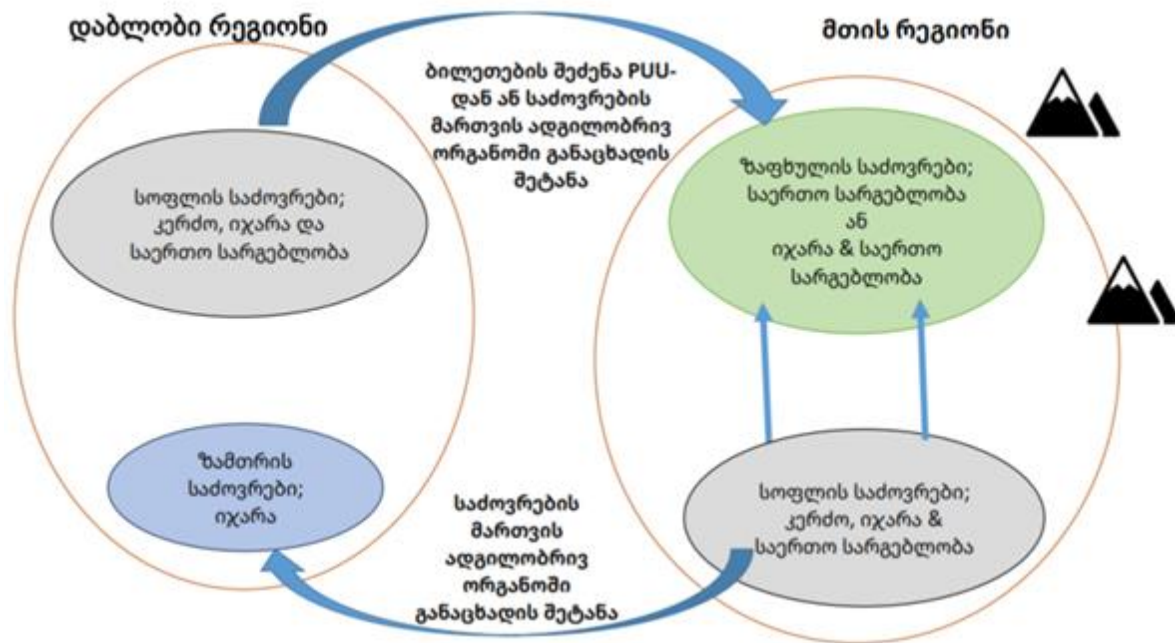 დაბლობი რეგიონი
მთის რეგიონი
ბილეთების შეძენა PUU-
დან ან საძოვრების
მართვის ადგილობრივ
ორგანოში განაცხადის
შეტანა
სოფლის საძოვრები;
კერძო, იჯარა და
საერთო სარგებლობა
ზაფხულის საძოვრები;
საერთო სარგებლობა
ან
იჯარა & საერთო
სარგებლობა
ზამთრის
საძოვრები;
იჯარა
საძოვრების
მართვის
ადგილობრივ
ორგანოში
განაცხადის შეტანა
სოფლის საძოვრები;
კერძო, იჯარა &
საერთო სარგებლობა